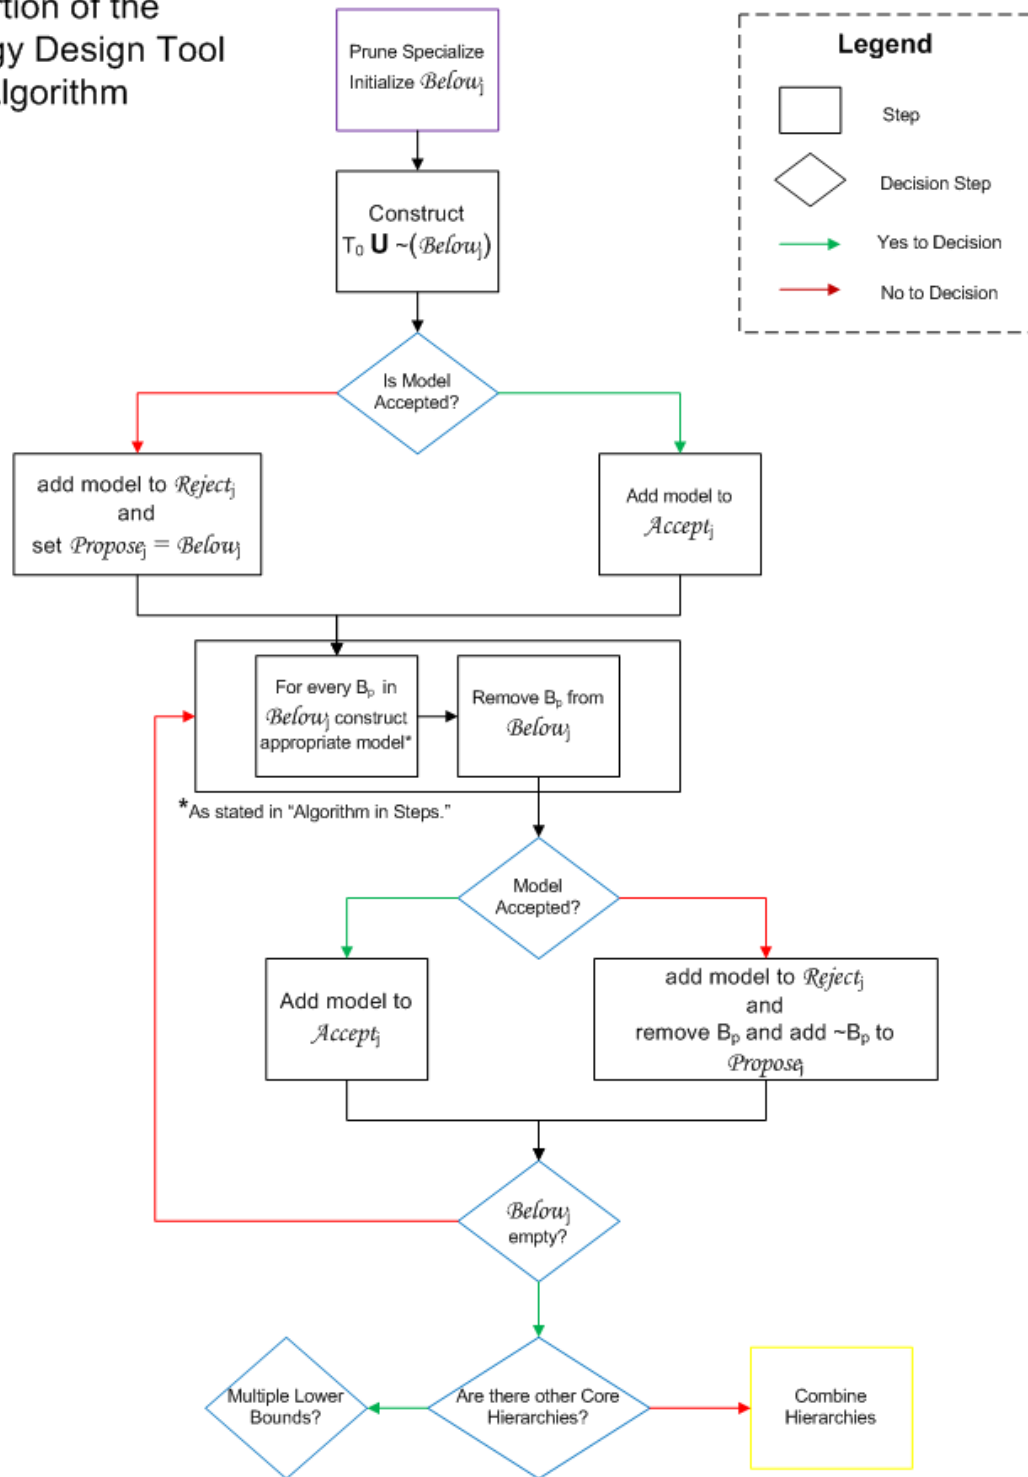 rtion of the
gy Design Tool
lgorithm
Legend
Step
Decision Step
Yes to Decision
No to Decision
Prune Specialize
Initialize Belowj
Construct
T₀ U ~(Belowj)
Is Model
Accepted?
add model to Rejectj
and
set Proposej = Belowj
Add model to
Acceptj
For every Bₚ in
Belowj construct
appropriate model*
Remove Bₚ from
Belowj
*As stated in “Algorithm in Steps.”
Model
Accepted?
Add model to
Acceptj
add model to Rejectj
and
remove Bₚ and add ~Bₚ to
Proposej
Belowj
empty?
Multiple Lower
Bounds?
Are there other Core
Hierarchies?
Combine
Hierarchies